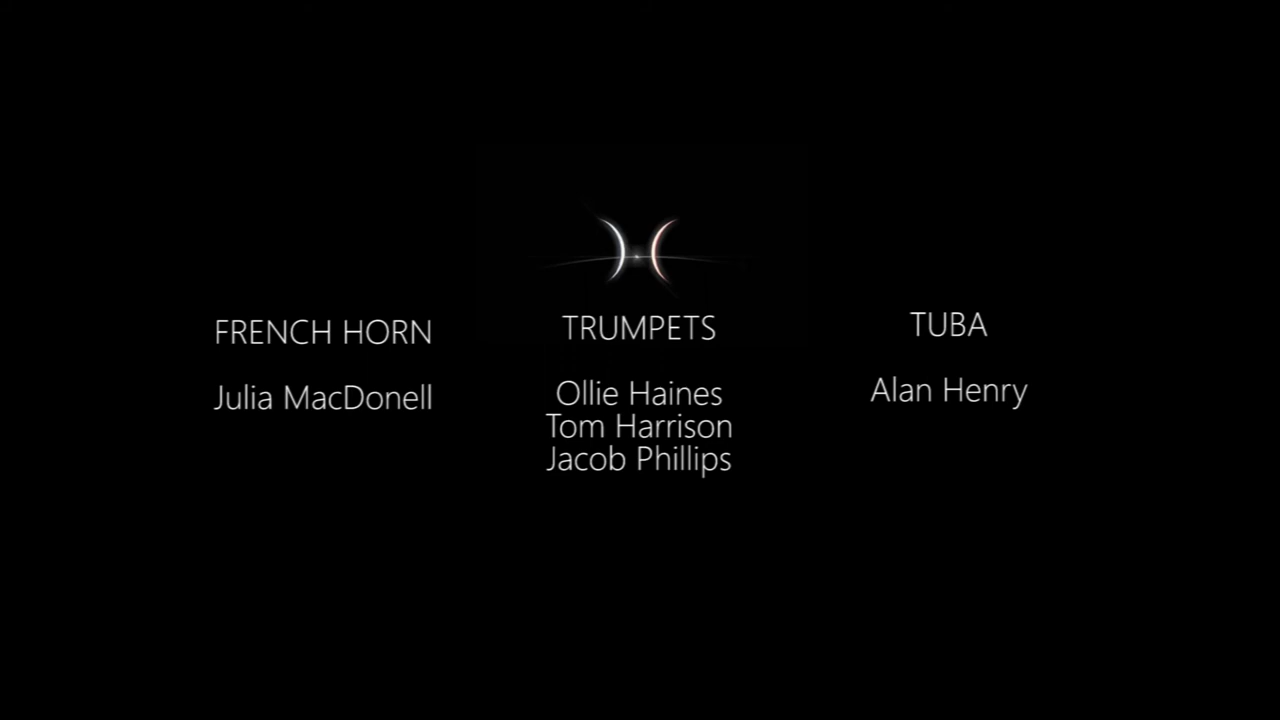 FRENCH HORN
Julia MacDonell
TRUMPETS
Ollie Haines
Tom Harrison
Jacob Phillips
TUBA
Alan Henry